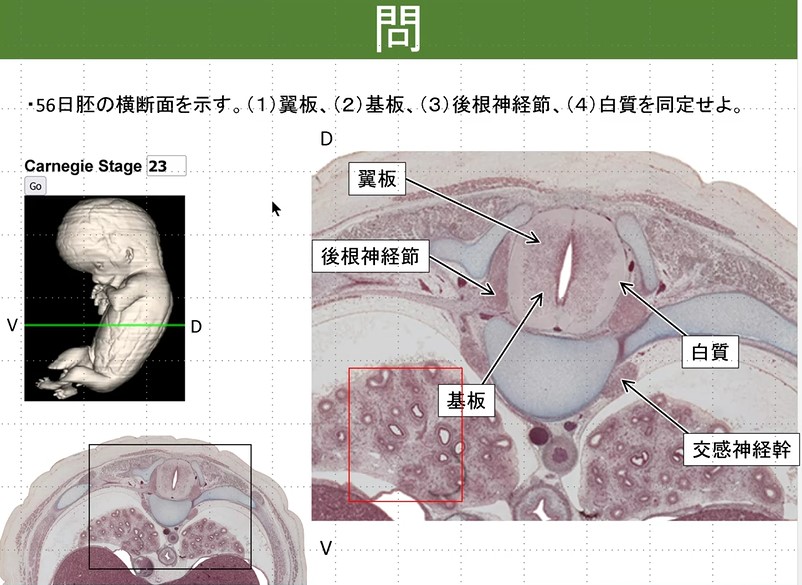 問
・56日胚の横断面を示す。（1）翼板、（2）基板、（3）後根神経節、（4）白質を同定せよ。
D
Carnegie Stage 23
Go
翼板
後根神経節
V
D
白質
基板
交感神経幹
V